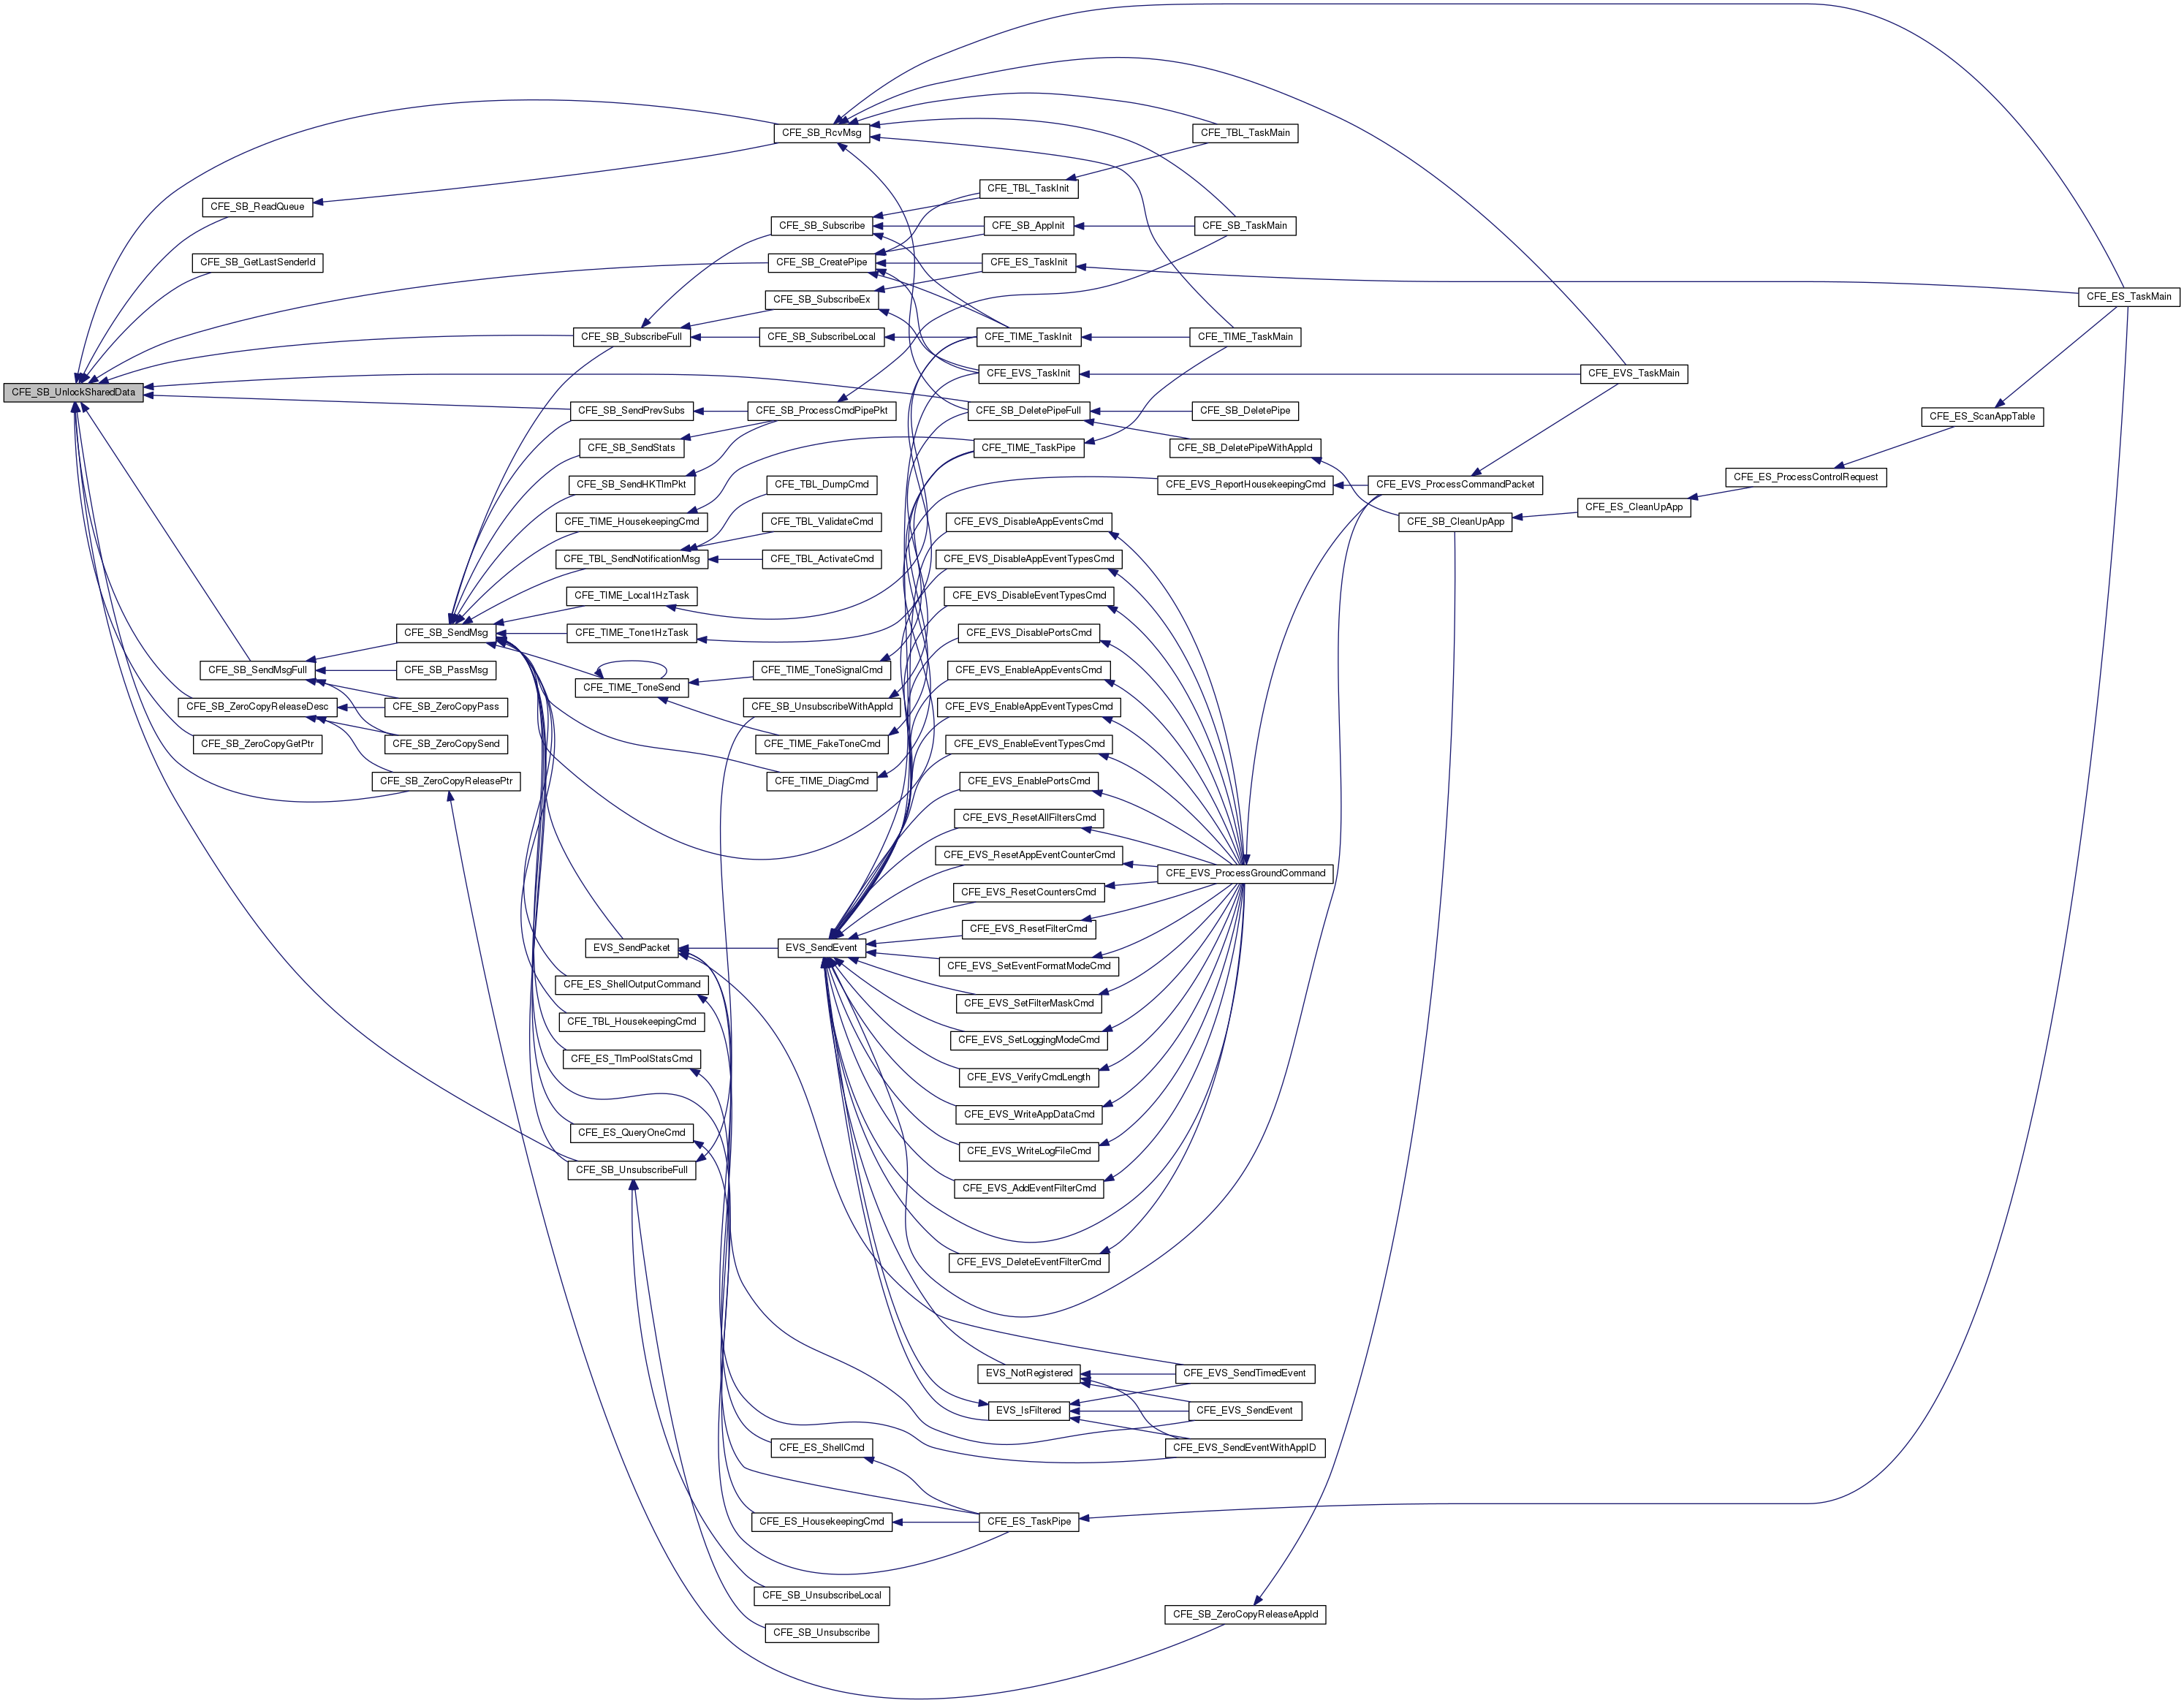 CFE_SB_UnlockSharedData
CFE_SB_ReadQueue
CFE_SB_GetLastSenderId
CFE_SB_SendMsgFull
CFE_SB_ZeroCopyReleaseDesc
CFE_SB_ZeroCopyGetPtr
CFE_SB_SendMsg
CFE_SB_PassMsg
CFE_SB_ZeroCopyPass
CFE_SB_ZeroCopySend
CFE_SB_ZeroCopyReleasePtr
CFE_SB_SubscribeFull
CFE_SB_SendPrevSubs
CFE_SB_SendStats
CFE_SB_SendHKTlmPkt
CFE_TIME_HousekeepingCmd
CFE_TBL_SendNotificationMsg
CFE_TIME_Local1HzTask
CFE_TIME_Tone1HzTask
CFE_TIME_ToneSend
EVS_SendPacket
CFE_ES_ShellOutputCommand
CFE_TBL_HousekeepingCmd
CFE_ES_TlmPoolStatsCmd
CFE_ES_QueryOneCmd
CFE_SB_UnsubscribeFull
CFE_SB_RcvMsg
CFE_SB_Subscribe
CFE_SB_CreatePipe
CFE_SB_SubscribeEx
CFE_SB_SubscribeLocal
CFE_SB_ProcessCmdPipePkt
CFE_TBL_DumpCmd
CFE_TBL_ValidateCmd
CFE_TBL_ActivateCmd
CFE_TIME_ToneSignalCmd
CFE_SB_UnsubscribeWithAppId
CFE_TIME_FakeToneCmd
CFE_TIME_DiagCmd
EVS_SendEvent
CFE_ES_ShellCmd
CFE_ES_HousekeepingCmd
CFE_SB_UnsubscribeLocal
CFE_SB_Unsubscribe
CFE_TBL_TaskInit
CFE_SB_AppInit
CFE_ES_TaskInit
CFE_TIME_TaskInit
CFE_EVS_TaskInit
CFE_SB_DeletePipeFull
CFE_TIME_TaskPipe
CFE_EVS_DisableAppEventsCmd
CFE_EVS_DisableAppEventTypesCmd
CFE_EVS_DisableEventTypesCmd
CFE_EVS_DisablePortsCmd
CFE_EVS_EnableAppEventsCmd
CFE_EVS_EnableAppEventTypesCmd
CFE_EVS_EnableEventTypesCmd
CFE_EVS_EnablePortsCmd
CFE_EVS_ResetAllFiltersCmd
CFE_EVS_ResetAppEventCounterCmd
CFE_EVS_ResetCountersCmd
CFE_EVS_ResetFilterCmd
CFE_EVS_SetEventFormatModeCmd
CFE_EVS_SetFilterMaskCmd
CFE_EVS_SetLoggingModeCmd
CFE_EVS_VerifyCmdLength
CFE_EVS_WriteAppDataCmd
CFE_EVS_WriteLogFileCmd
CFE_EVS_AddEventFilterCmd
CFE_EVS_DeleteEventFilterCmd
EVS_NotRegistered
EVS_IsFiltered
CFE_ES_TaskPipe
CFE_TBL_TaskMain
CFE_SB_TaskMain
CFE_TIME_TaskMain
CFE_SB_DeletePipe
CFE_SB_DeletePipeWithAppId
CFE_EVS_ReportHousekeepingCmd
CFE_EVS_ProcessGroundCommand
CFE_EVS_SendTimedEvent
CFE_EVS_SendEvent
CFE_EVS_SendEventWithAppID
CFE_SB_ZeroCopyReleaseAppId
CFE_EVS_ProcessCommandPacket
CFE_SB_CleanUpApp
CFE_EVS_TaskMain
CFE_ES_CleanUpApp
CFE_ES_ProcessControlRequest
CFE_ES_ScanAppTable
CFE_ES_TaskMain